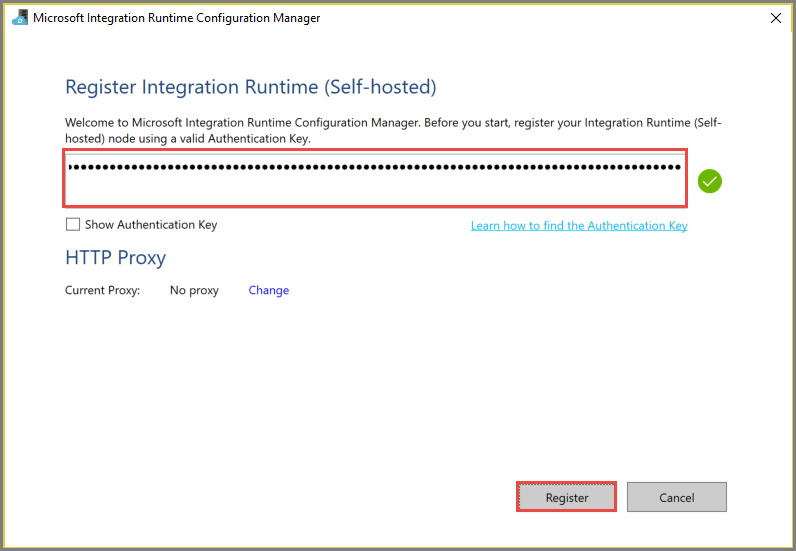 Microsoft Integration Runtime Configuration Manager
Register Integration Runtime (Self-hosted)
Welcome to Microsoft Integration Runtime Configuration Manager. Before you start, register your Integration Runtime (Self-
hosted) node using a valid Authentication Key.
Show Authentication Key
Learn how to find the Authentication Key
HTTP Proxy
Current Proxy: No proxy Change
Register Cancel